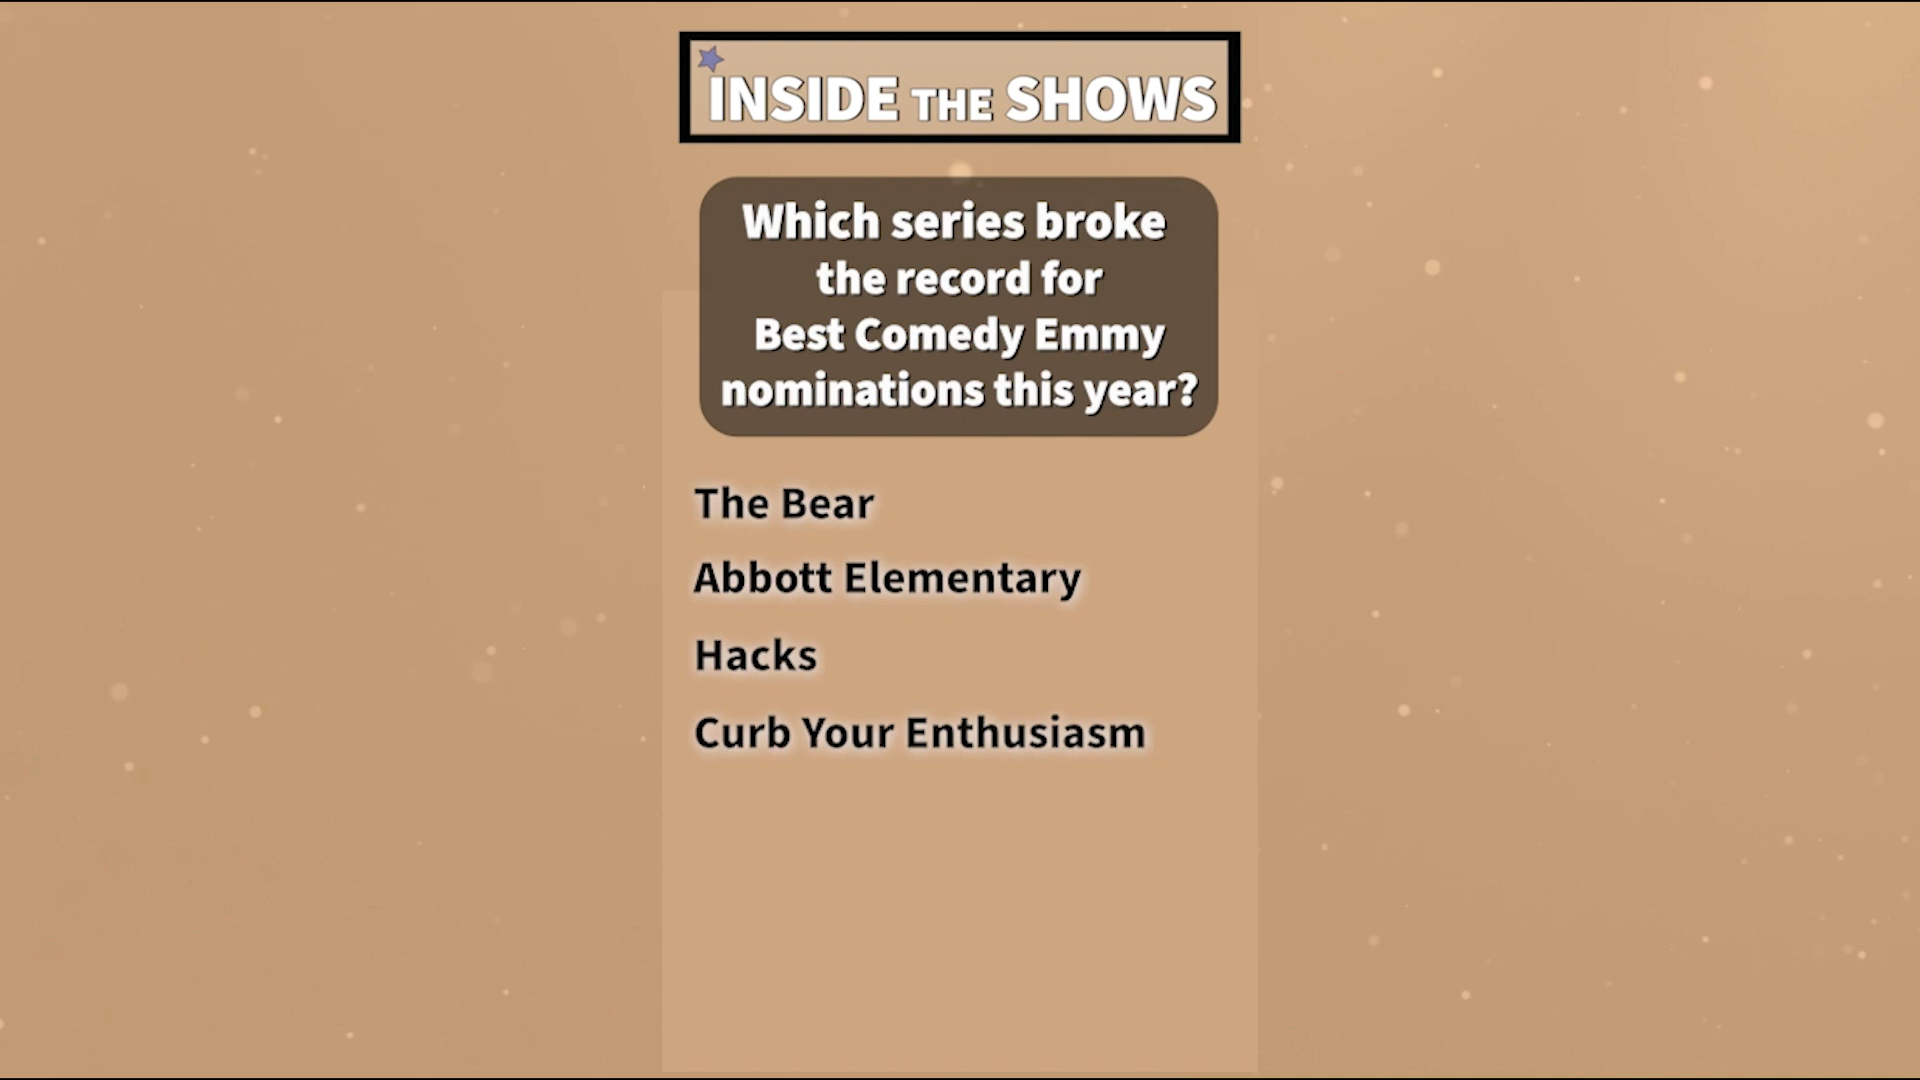 INSIDE THE SHOWS
Which series broke
the record for
Best Comedy Emmy
nominations this year?
The Bear
Abbott Elementary
Hacks
Curb Your Enthusiasm